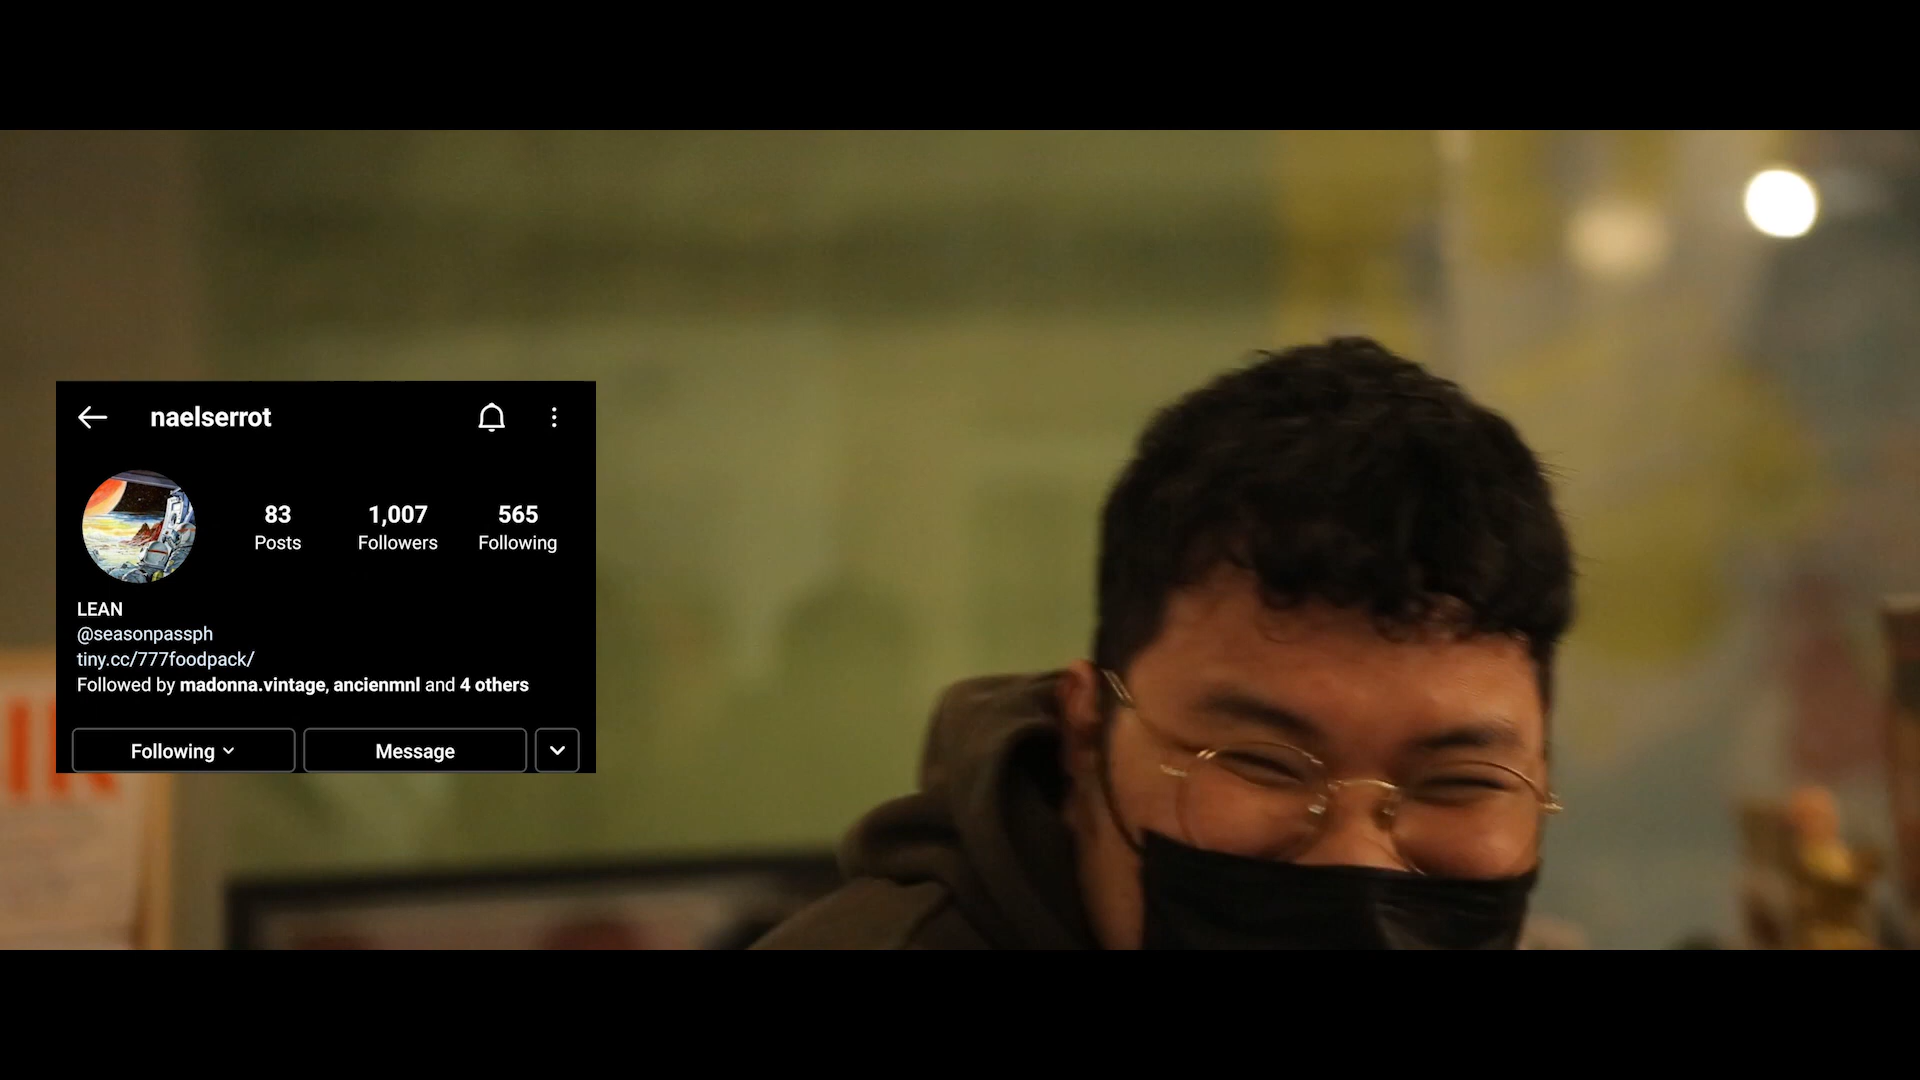 naelserrot
83
1,007
565
Posts
Followers
Following
LEAN
@seasonpassph
tiny.cc/777foodpack/
Followed by madonna.vintage, ancienmnl and 4 others
Following
Message